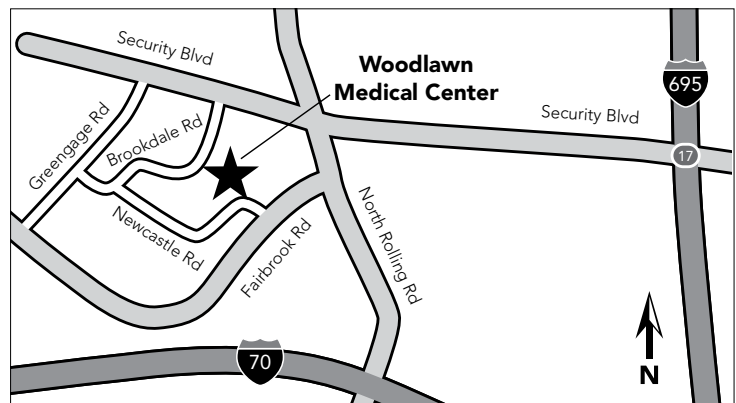 Security Blvd
Woodlawn
Medical Center
695
Security Blvd
Greengage Rd
Brookdale Rd
17
Newcastle Rd
Fairbrook Rd
North Rolling Rd
70
N